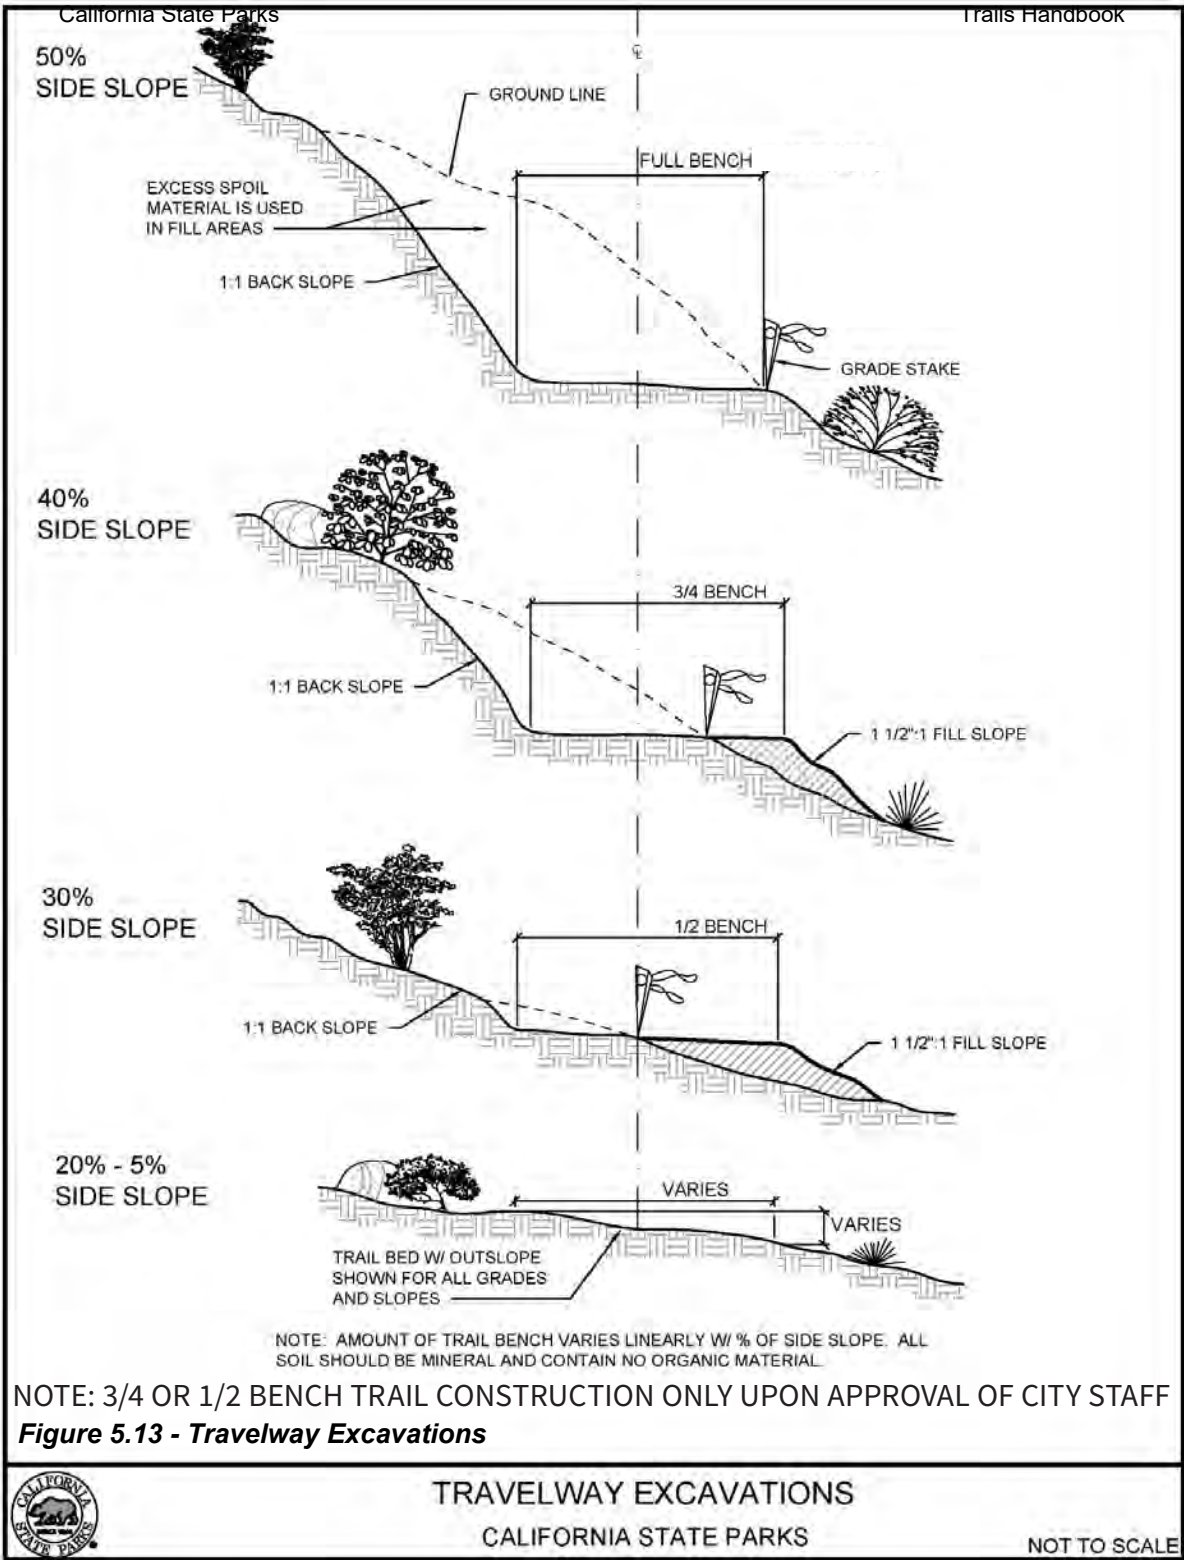 California State Parks
Trails Handbook
50%
SIDE SLOPE
GROUND LINE
FULL BENCH
EXCESS SPOIL
MATERIAL IS USED
IN FILL AREAS
1:1 BACK SLOPE
GRADE STAKE
40%
SIDE SLOPE
3/4 BENCH
1:1 BACK SLOPE
1 1/2":1 FILL SLOPE
30%
SIDE SLOPE
1/2 BENCH
1:1 BACK SLOPE
1 1/2":1 FILL SLOPE
20% - 5%
SIDE SLOPE
VARIES
VARIES
TRAIL BED W/ OUTSLOPE
SHOWN FOR ALL GRADES
AND SLOPES
NOTE: AMOUNT OF TRAIL BENCH VARIES LINEARLY W/ % OF SIDE SLOPE. ALL
SOIL SHOULD BE MINERAL AND CONTAIN NO ORGANIC MATERIAL.
NOTE: 3/4 OR 1/2 BENCH TRAIL CONSTRUCTION ONLY UPON APPROVAL OF CITY STAFF
Figure 5.13 - Travelway Excavations
CALIFORNIA
STATE PARKS
TRAVELWAY EXCAVATIONS
CALIFORNIA STATE PARKS
NOT TO SCALE